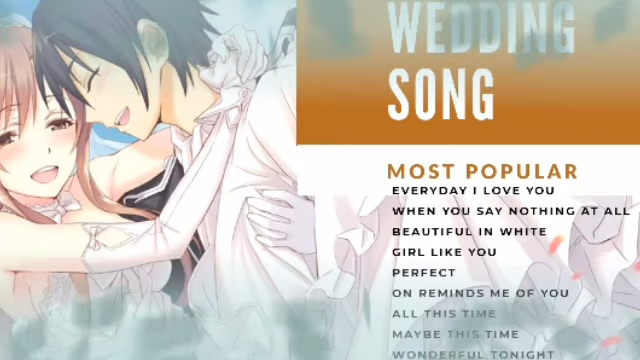 WEDDING
SONG
MOST POPULAR
EVERYDAY I LOVE YOU
WHEN YOU SAY NOTHING AT ALL
BEAUTIFUL IN WHITE
GIRL LIKE YOU
PERFECT
ON REMINDS ME OF YOU
ALL THIS TIME
MAYBE THIS TIME
WONDERFUL TONIGHT